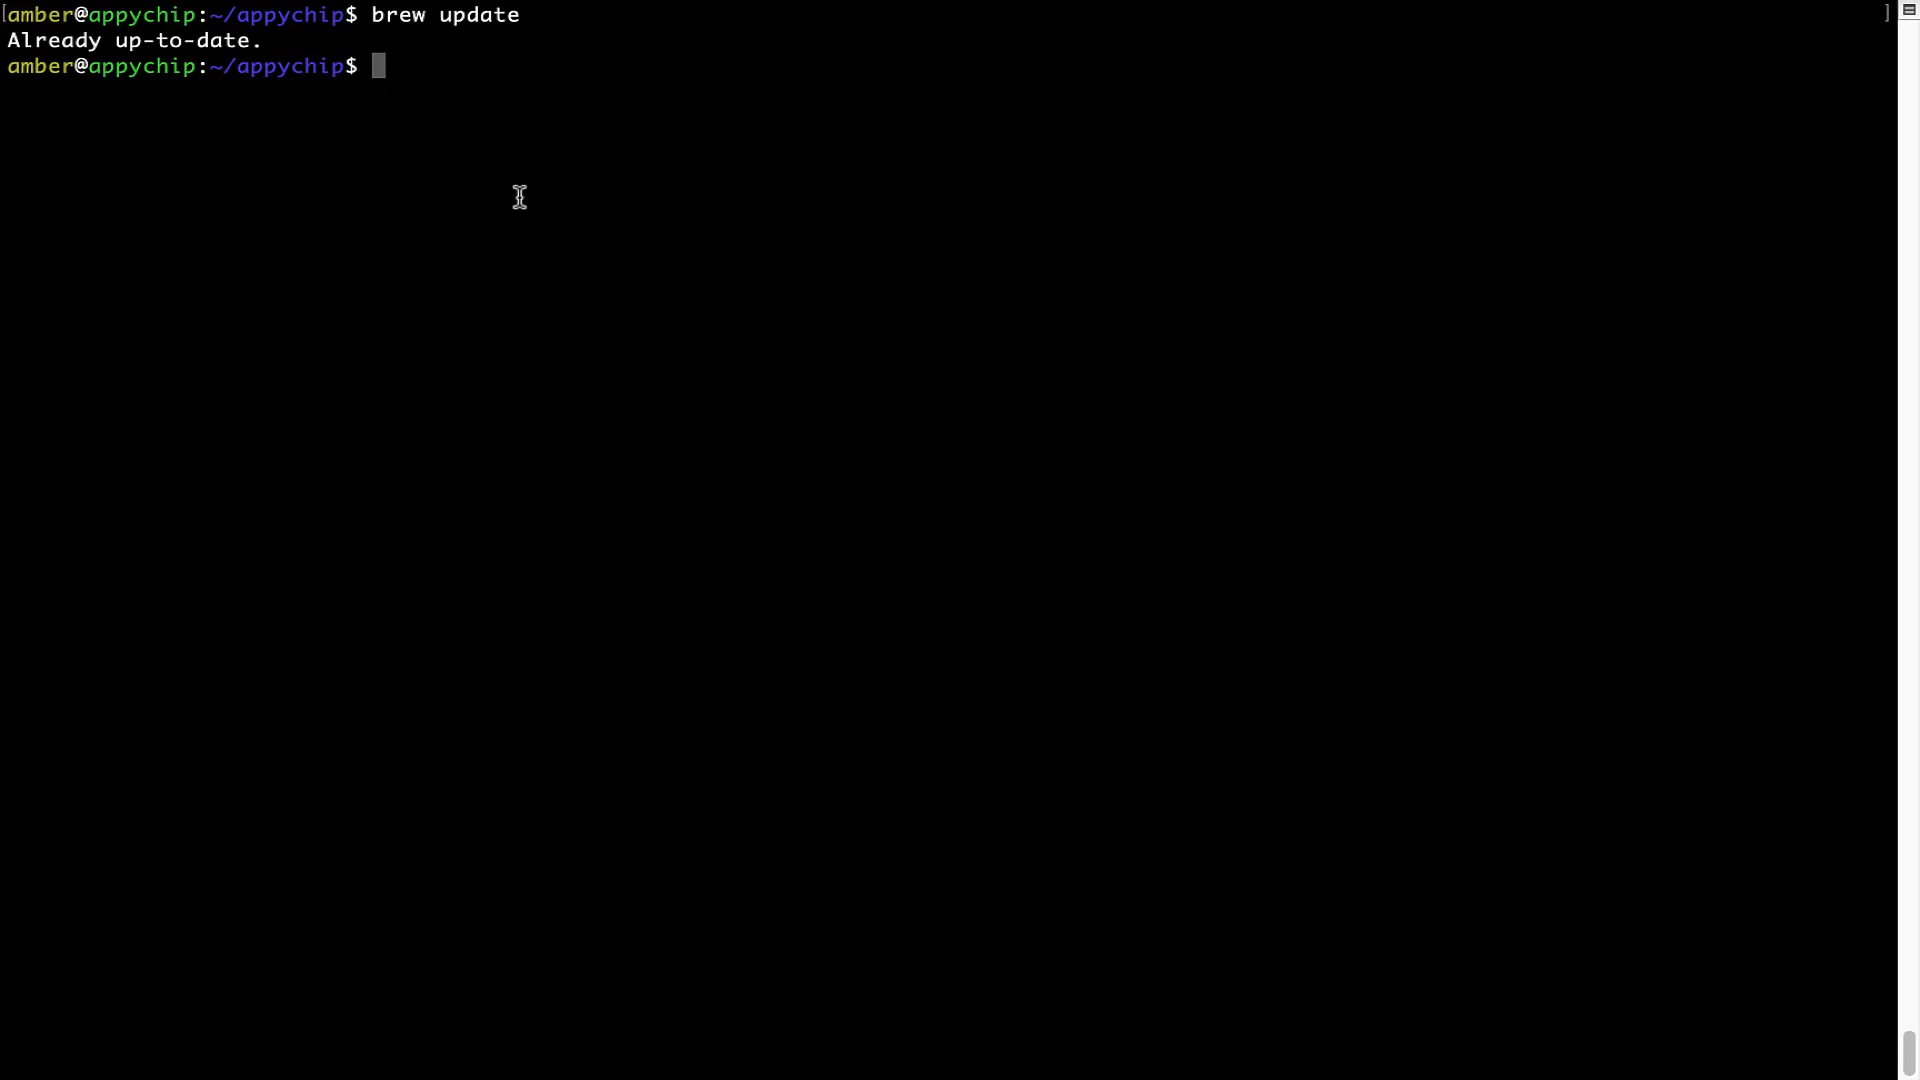 [amber@appychip:~/appychip$ brew update ]
Already up-to-date.
amber@appychip:~/appychip$